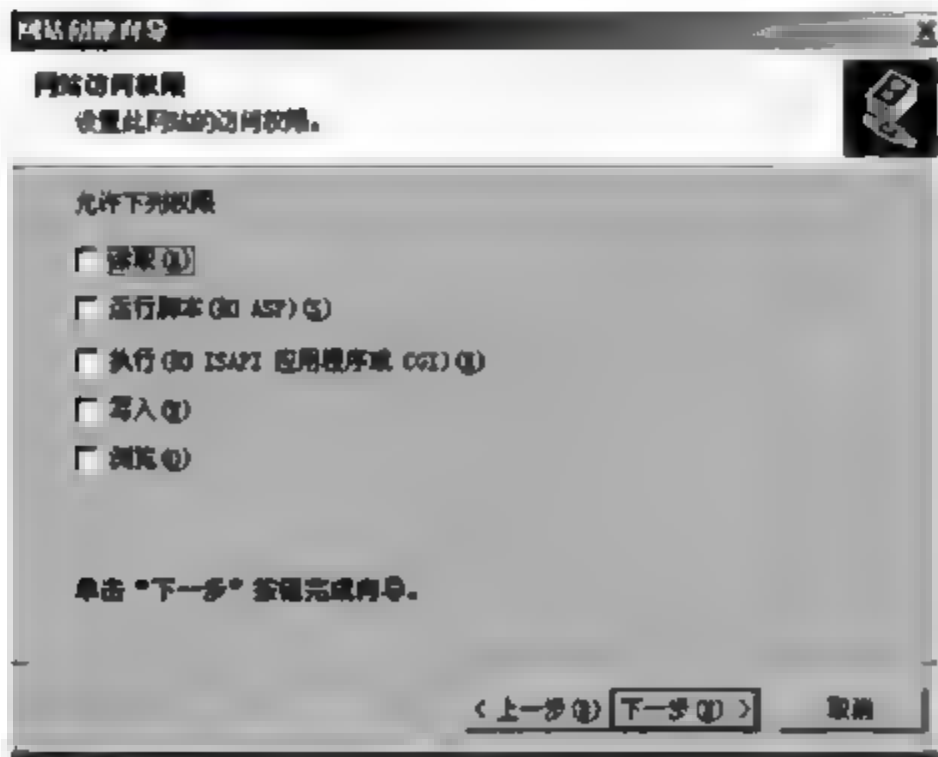 网站创建向导
网站访问权限
设置此网站的访问权限。
允许下列权限
读取(R)
运行脚本(如 ASP)(S)
执行(如 ISAPI 应用程序或 CGI)(E)
写入(W)
浏览(O)
单击“下一步”按钮完成向导。
< 上一步(B) 下一步(N) > 取消